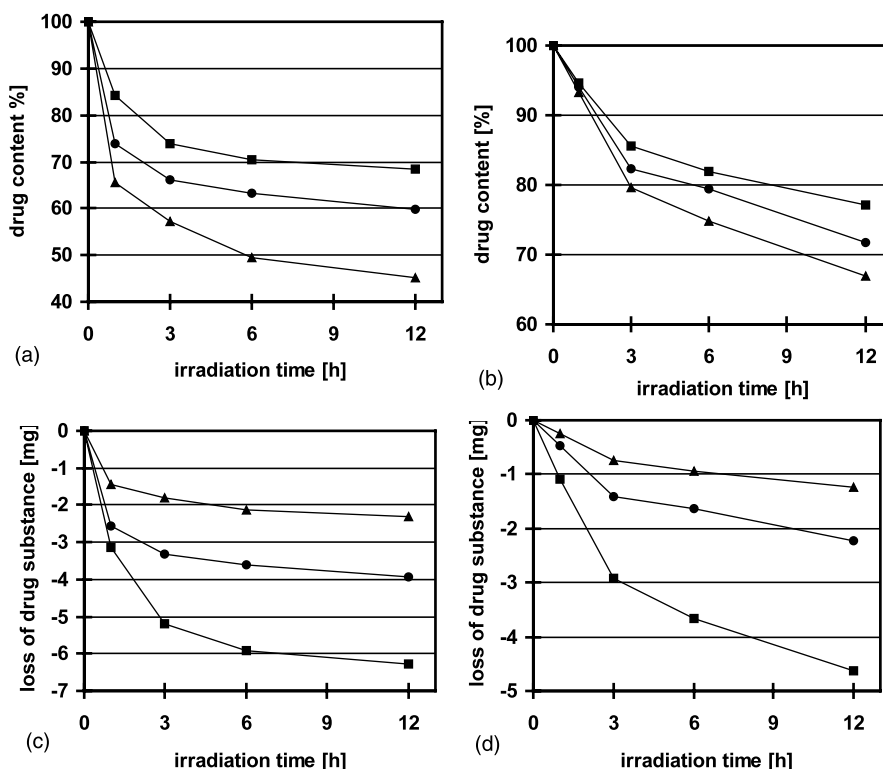 100
90
80
70
60
50
40
drug content %]
0 3 6 9 12
irradiation time [h]
(a)
100
90
80
70
60
drug content [%]
0 3 6 9 12
irradiation time [h]
(b)
0
-1
-2
-3
-4
-5
-6
-7
loss of drug substance [mg]
0 3 6 9 12
irradiation time [h]
(c)
0
-1
-2
-3
-4
-5
loss of drug substance [mg]
0 3 6 9 12
irradiation time [h]
(d)